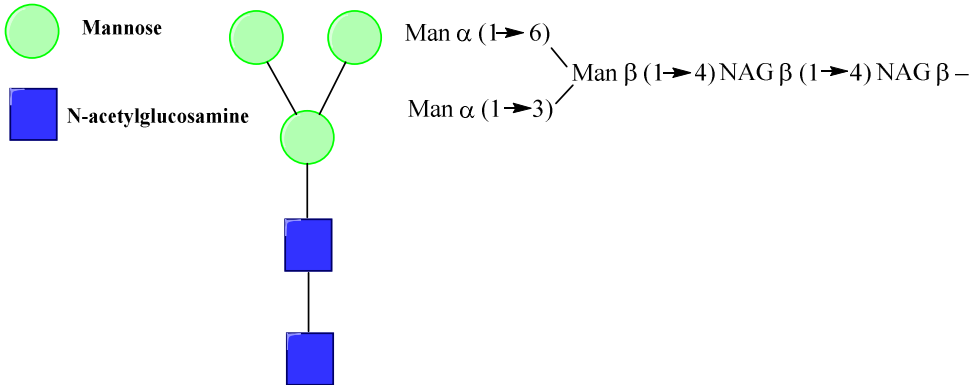 Mannose
N-acetylglucosamine
Man α (1→6)
Man β (1→4) NAG β (1→4) NAG β –
Man α (1→3)